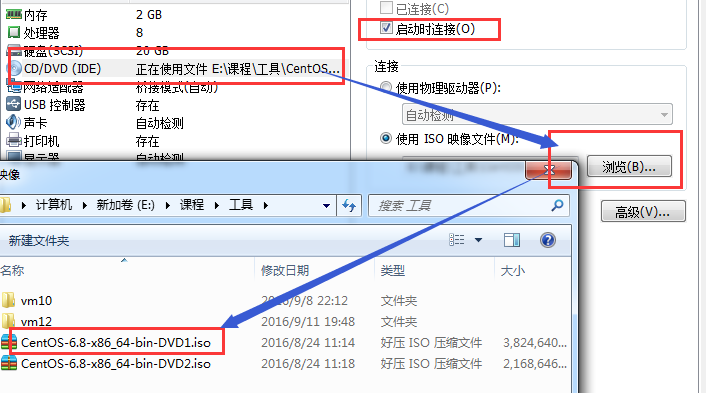 内存 2 GB
处理器 8
硬盘(SCSI) 20 GB
CD/DVD (IDE) 正在使用文件 E:\课程\工具\CentOS...
网络适配器 桥接模式(自动)
USB 控制器 存在
声卡 自动检测
打印机 存在
显示器 自动检测
已连接(C)
启动时连接(O)
连接
使用物理驱动器(P):
自动检测
使用 ISO 映像文件(M):
浏览(B)...
高级(V)...
映像
计算机 新加卷 (E:) 课程 工具
搜索 工具
新建文件夹
名称 修改日期 类型 大小
vm10 2016/9/8 22:12 文件夹
vm12 2016/9/11 19:48 文件夹
CentOS-6.8-x86_64-bin-DVD1.iso 2016/8/24 11:14 好压 ISO 压缩文件 3,824,640...
CentOS-6.8-x86_64-bin-DVD2.iso 2016/8/24 11:18 好压 ISO 压缩文件 2,168,646...